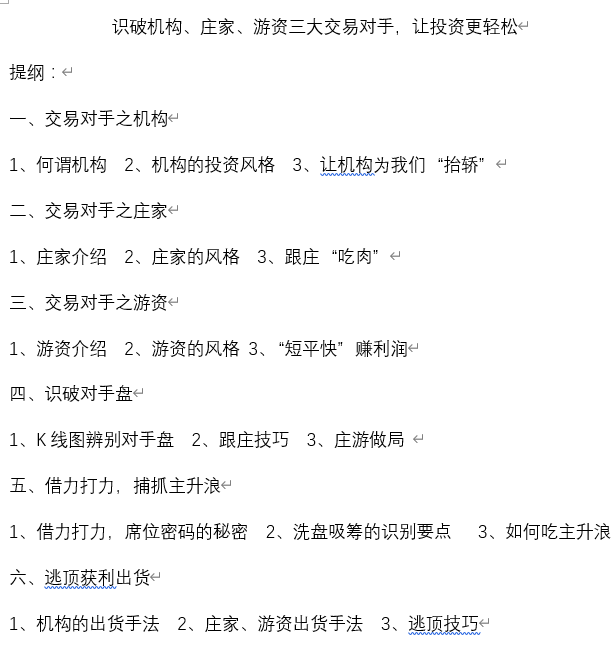 识破机构、庄家、游资三大交易对手，让投资更轻松
提纲：
一、交易对手之机构
1、何谓机构 2、机构的投资风格 3、让机构为我们“抬轿”
二、交易对手之庄家
1、庄家介绍 2、庄家的风格 3、跟庄“吃肉”
三、交易对手之游资
1、游资介绍 2、游资的风格 3、“短平快”赚利润
四、识破对手盘
1、K线图辨别对手盘 2、跟庄技巧 3、庄游做局
五、借力打力，捕抓主升浪
1、借力打力，席位密码的秘密 2、洗盘吸筹的识别要点 3、如何吃主升浪
六、逃顶获利出货
1、机构的出货手法 2、庄家、游资出货手法 3、逃顶技巧